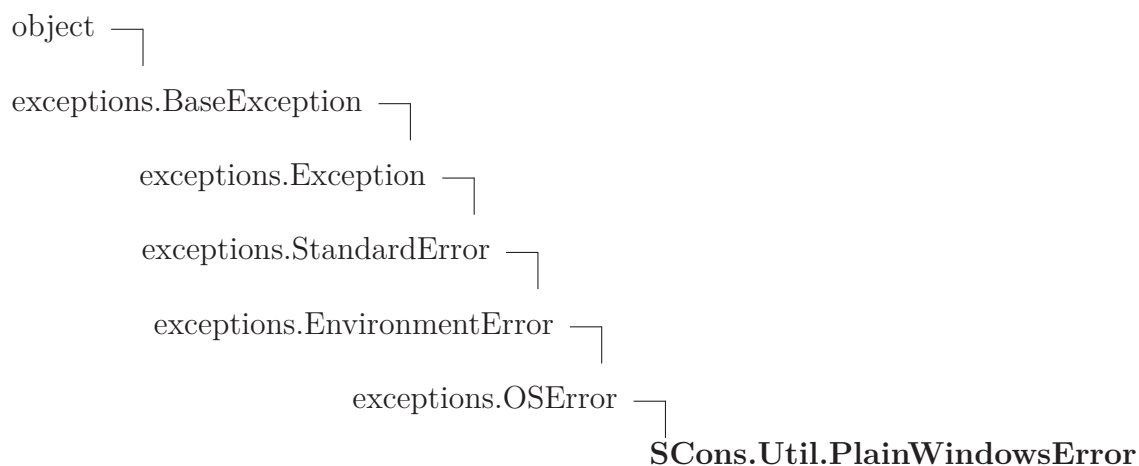 object
exceptions.BaseException
exceptions.Exception
exceptions.StandardError
exceptions.EnvironmentError
exceptions.OSError
SCons.Util.PlainWindowsError